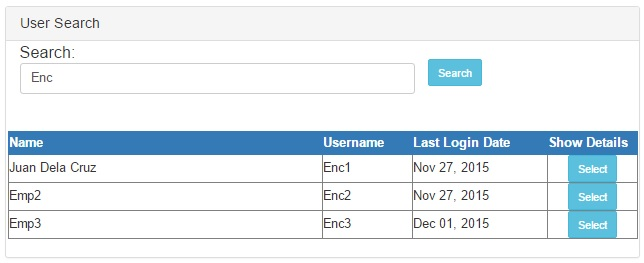 User Search
Search:
Enc
Search
Name Username Last Login Date Show Details
Juan Dela Cruz Enc1 Nov 27, 2015 Select
Emp2 Enc2 Nov 27, 2015 Select
Emp3 Enc3 Dec 01, 2015 Select